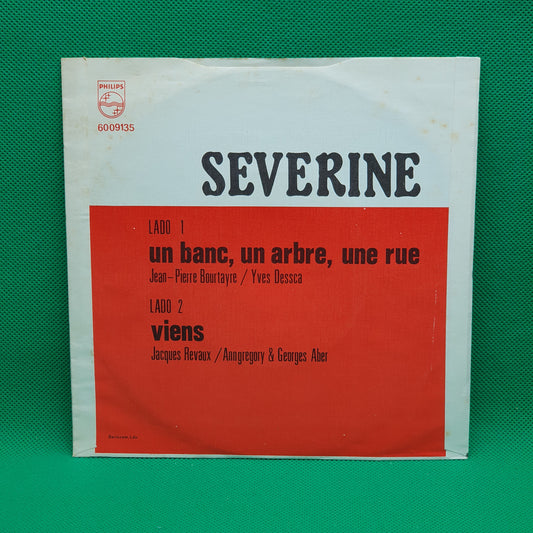 PHILIPS
6009135
SEVERINE
LADO 1
un banc, un arbre, une rue
Jean-Pierre Bourtayre / Yves Dessca
LADO 2
viens
Jacques Revaux / Anngregory & Georges Aber